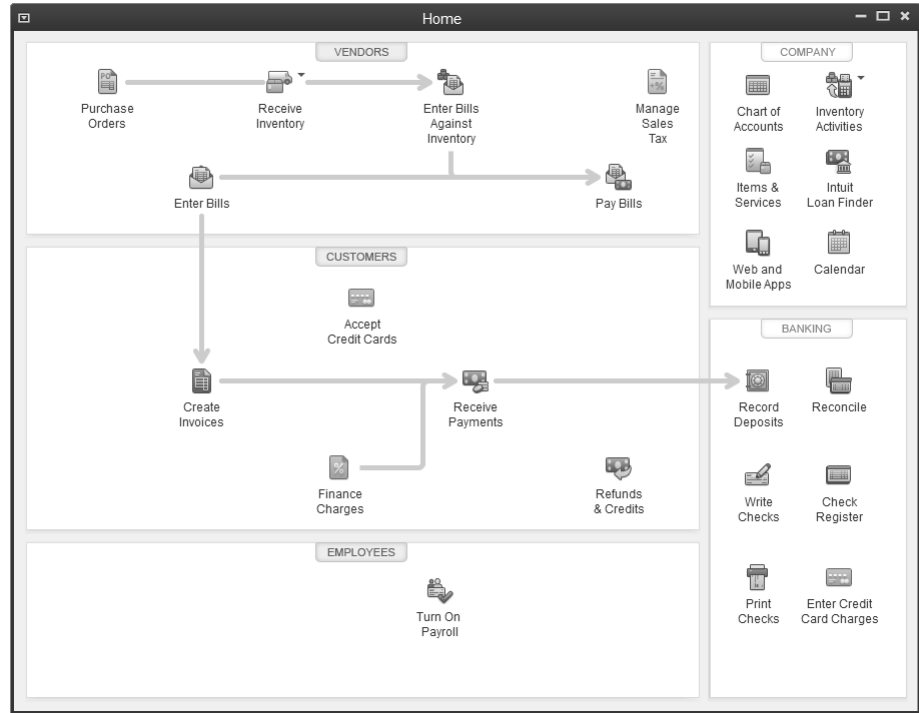 Home
VENDORS
PO
Purchase
Orders
Receive
Inventory
Enter Bills
Against
Inventory
Manage
Sales
Tax
Enter Bills
Pay Bills
CUSTOMERS
Accept
Credit Cards
Create
Invoices
Receive
Payments
%
Finance
Charges
Refunds
& Credits
EMPLOYEES
Turn On
Payroll
COMPANY
Chart of
Accounts
Inventory
Activities
Items &
Services
Intuit
Loan Finder
Web and
Mobile Apps
Calendar
BANKING
Record
Deposits
Reconcile
Write
Checks
Check
Register
Print
Checks
Enter Credit
Card Charges